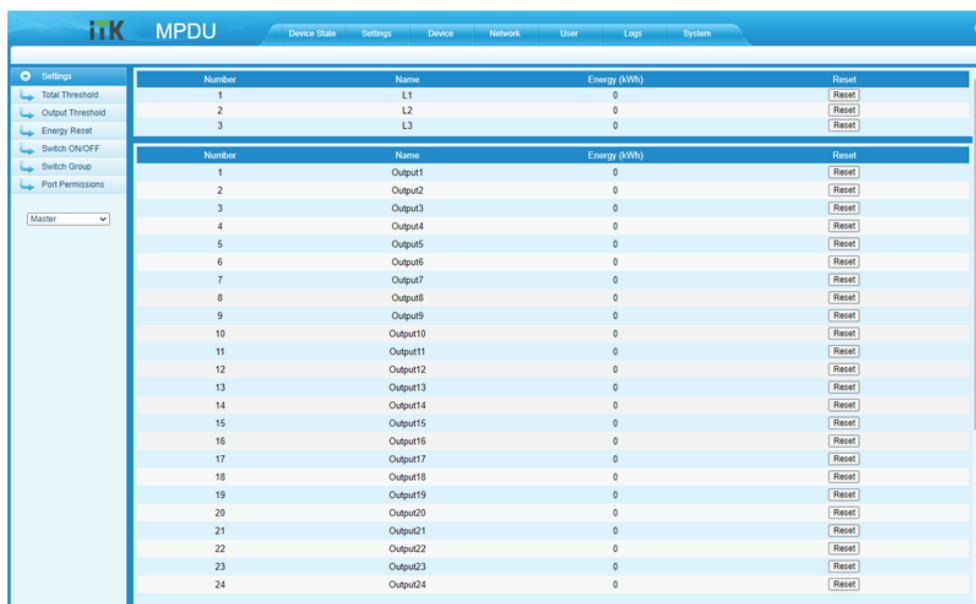 iTK MPDU Device State Settings Device Network User Logs System
Settings
Total Threshold
Output Threshold
Energy Reset
Switch ON/OFF
Switch Group
Port Permissions
Master
Number Name Energy (kWh) Reset
1 L1 0 Reset
2 L2 0 Reset
3 L3 0 Reset
Number Name Energy (kWh) Reset
1 Output1 0 Reset
2 Output2 0 Reset
3 Output3 0 Reset
4 Output4 0 Reset
5 Output5 0 Reset
6 Output6 0 Reset
7 Output7 0 Reset
8 Output8 0 Reset
9 Output9 0 Reset
10 Output10 0 Reset
11 Output11 0 Reset
12 Output12 0 Reset
13 Output13 0 Reset
14 Output14 0 Reset
15 Output15 0 Reset
16 Output16 0 Reset
17 Output17 0 Reset
18 Output18 0 Reset
19 Output19 0 Reset
20 Output20 0 Reset
21 Output21 0 Reset
22 Output22 0 Reset
23 Output23 0 Reset
24 Output24 0 Reset